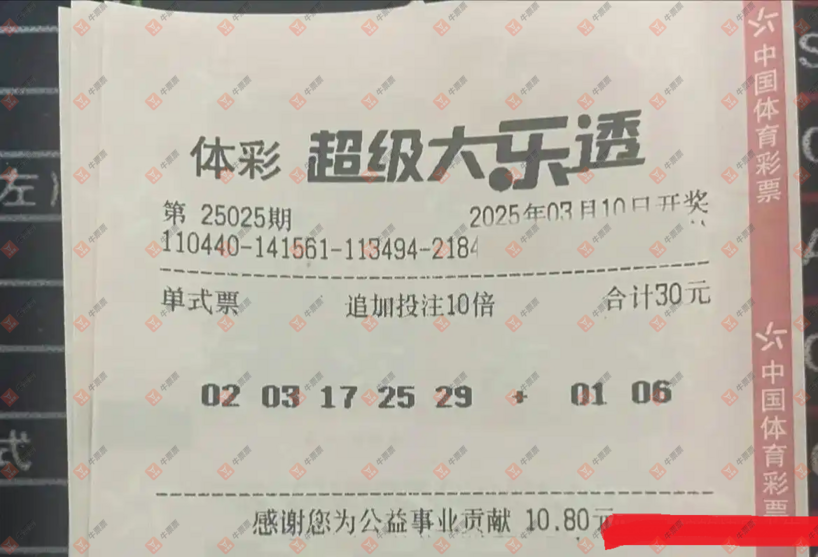 体彩 超级大乐透
第 25025期 2025年03月10日开奖
110440-141561-113494-2184
单式票 追加投注10倍 合计30元
02 03 17 25 29 + 01 06
感谢您为公益事业贡献 10.80元
中国体育彩票
中国体育彩票
左)
式